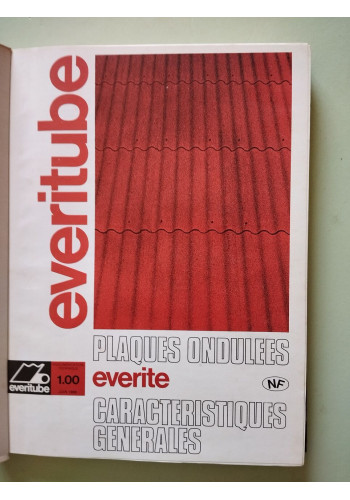 everitube
PLAQUES ONDULEES
everite
NF
CARACTERISTIQUES
GENERALES
everitube
1.00